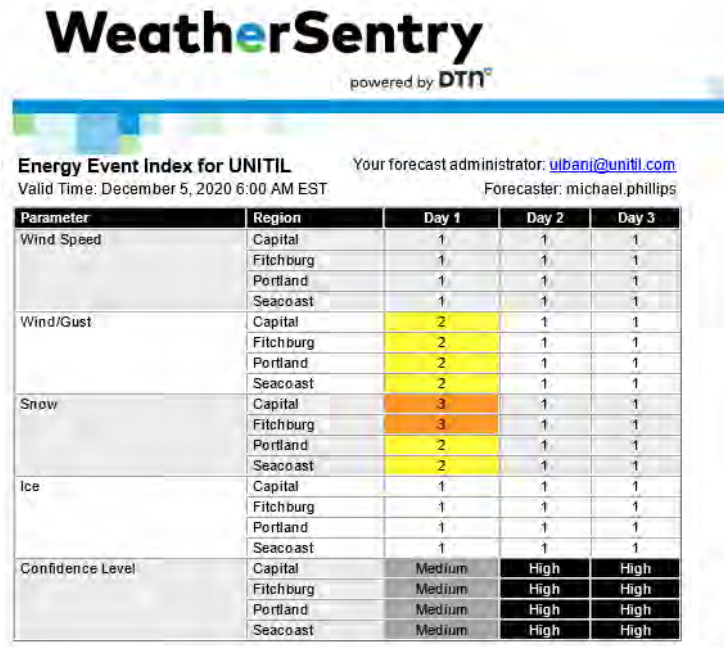 WeatherSentry
powered by DTN
Energy Event Index for UNITIL Your forecast administrator: ulbanj@unitil.com
Valid Time: December 5, 2020 6:00 AM EST Forecaster: michael.phillips
Parameter Region Day 1 Day 2 Day 3
Wind Speed Capital 1 1 1
Fitchburg 1 1 1
Portland 1 1 1
Seacoast 1 1 1
Wind/Gust Capital 2 1 1
Fitchburg 2 1 1
Portland 2 1 1
Seacoast 2 1 1
Snow Capital 3 1 1
Fitchburg 3 1 1
Portland 2 1 1
Seacoast 2 1 1
Ice Capital 1 1 1
Fitchburg 1 1 1
Portland 1 1 1
Seacoast 1 1 1
Confidence Level Capital Medium High High
Fitchburg Medium High High
Portland Medium High High
Seacoast Medium High High